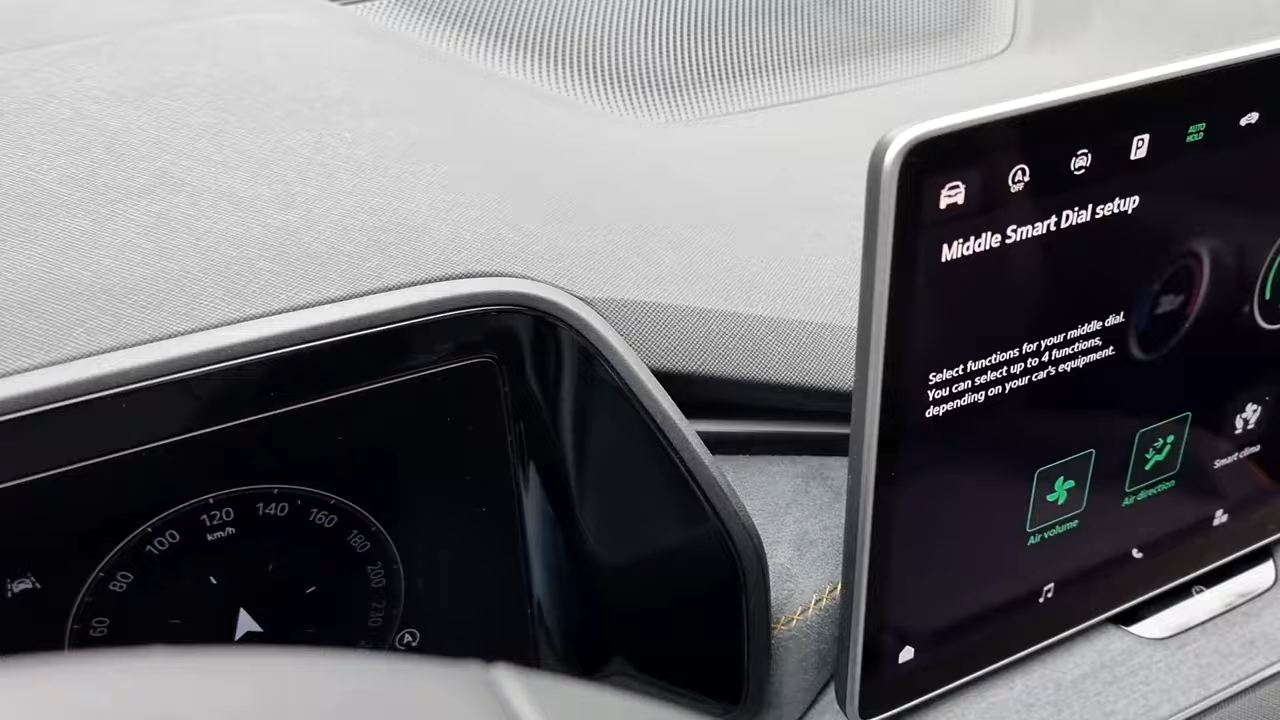 AUTO
HOLD
P
A
OFF
Middle Smart Dial setup
Select functions for your middle dial.
You can select up to 4 functions,
depending on your car's equipment.
Smart clima
Air direction
Air volume
60
80
100
120
km/h
140
160
180
200
230
A